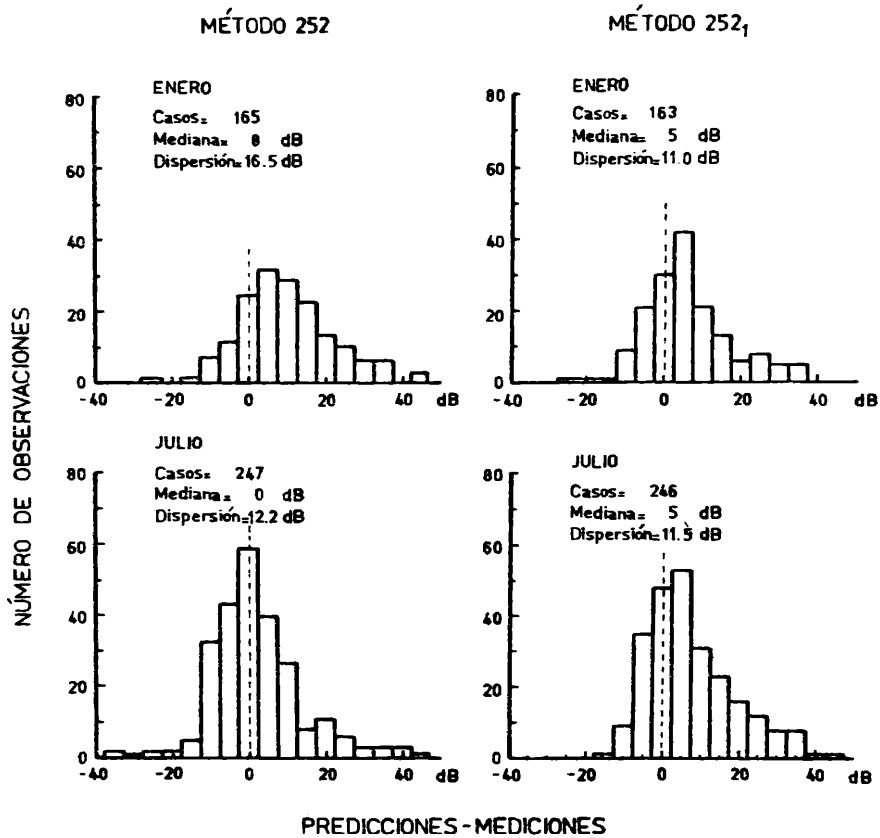 MÉTODO 252
MÉTODO 252₁
ENERO
Casos= 165
Mediana= 8 dB
Dispersión=16.5 dB
80
60
40
20
0
-40
-20
0
20
40
dB
ENERO
Casos= 163
Mediana= 5 dB
Dispersión=11.0 dB
80
60
40
20
0
-40
-20
0
20
40
dB
JULIO
Casos= 247
Mediana= 0 dB
Dispersión=12.2 dB
80
60
40
20
0
-40
-20
0
20
40
dB
JULIO
Casos= 246
Mediana= 5 dB
Dispersión=11.5 dB
80
60
40
20
0
-40
-20
0
20
40
dB
NÚMERO DE OBSERVACIONES
PREDICCIONES - MEDICIONES